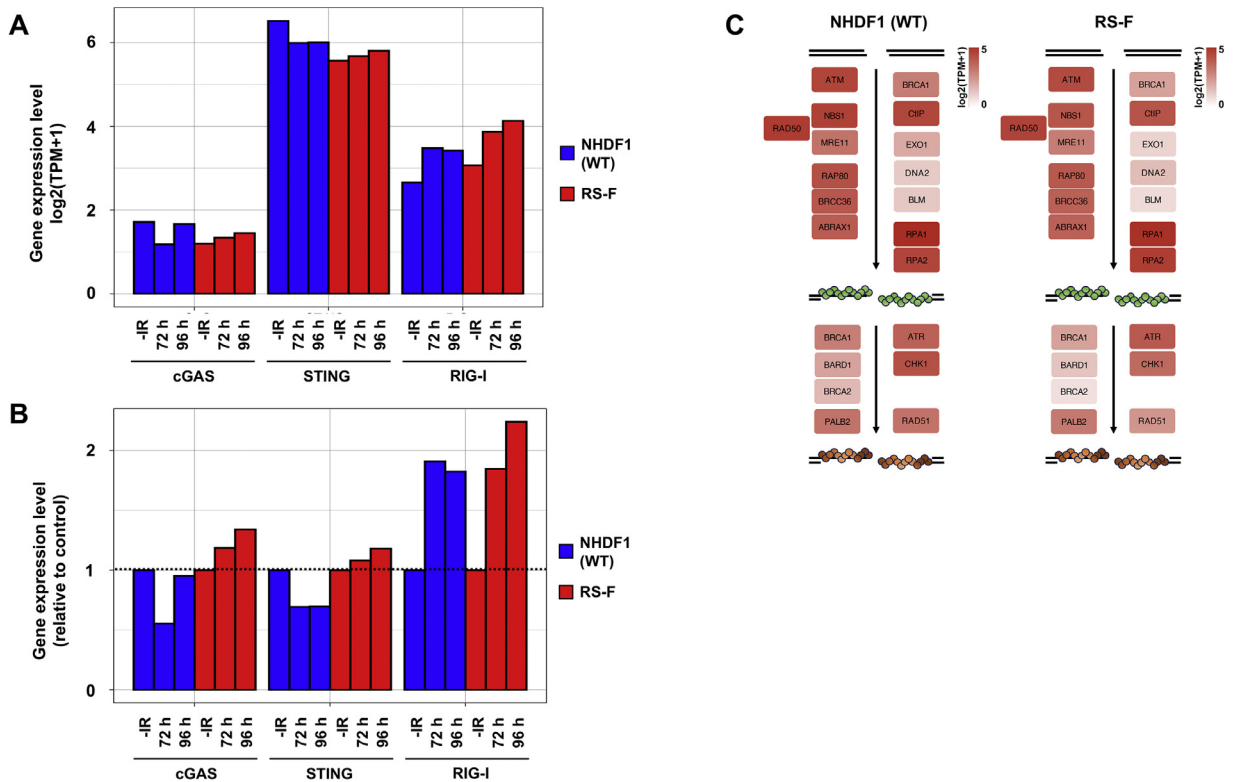 A
Gene expression level
log2(TPM+1)
6
4
2
0
-IR
72 h
96 h
-IR
72 h
96 h
-IR
72 h
96 h
-IR
72 h
96 h
-IR
72 h
96 h
-IR
72 h
96 h
cGAS
STING
RIG-I
NHDF1
(WT)
RS-F
B
Gene expression level
(relative to control)
2
1
0
-IR
72 h
96 h
-IR
72 h
96 h
-IR
72 h
96 h
-IR
72 h
96 h
-IR
72 h
96 h
-IR
72 h
96 h
cGAS
STING
RIG-I
NHDF1
(WT)
RS-F
C
NHDF1 (WT)
ATM
BRCA1
NBS1
CtIP
RAD50
MRE11
EXO1
RAP80
DNA2
BRCC36
BLM
ABRAX1
RPA1
RPA2
BRCA1
ATR
BARD1
CHK1
BRCA2
PALB2
RAD51
log2(TPM+1)
5
0
RS-F
ATM
BRCA1
NBS1
CtIP
RAD50
MRE11
EXO1
RAP80
DNA2
BRCC36
BLM
ABRAX1
RPA1
RPA2
BRCA1
ATR
BARD1
CHK1
BRCA2
PALB2
RAD51
log2(TPM+1)
5
0